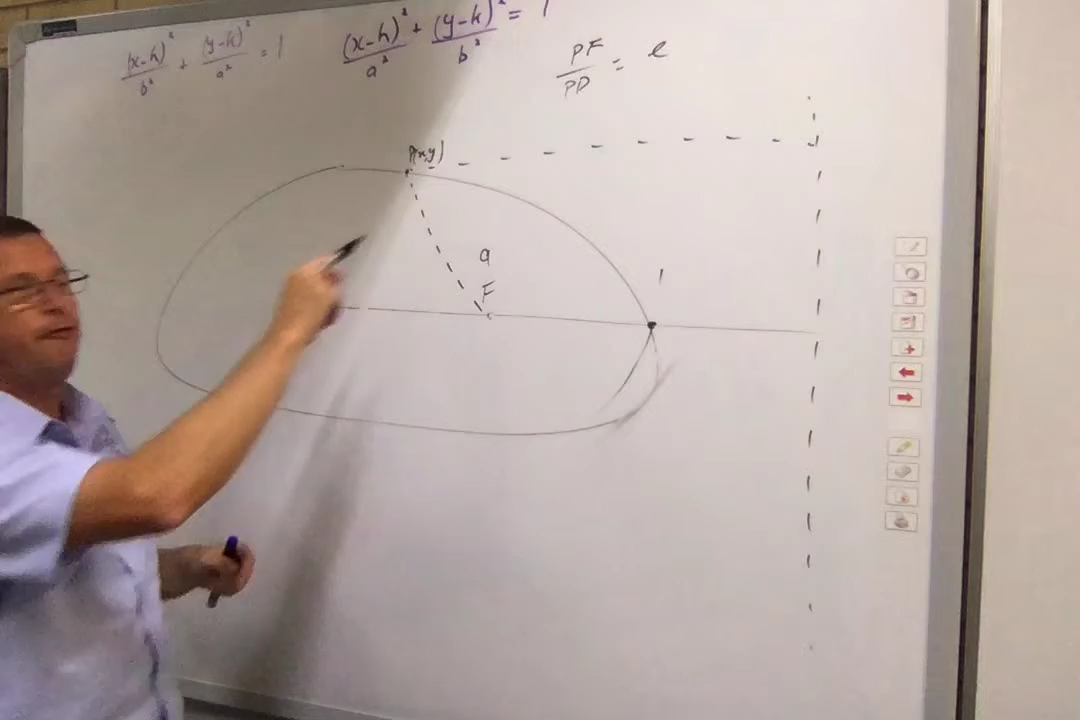 (x-h)²/b² + (y-k)²/a² = 1
(x-h)²/a² + (y-k)²/b² = 1
PF/PD = e
P(x,y)
a
F